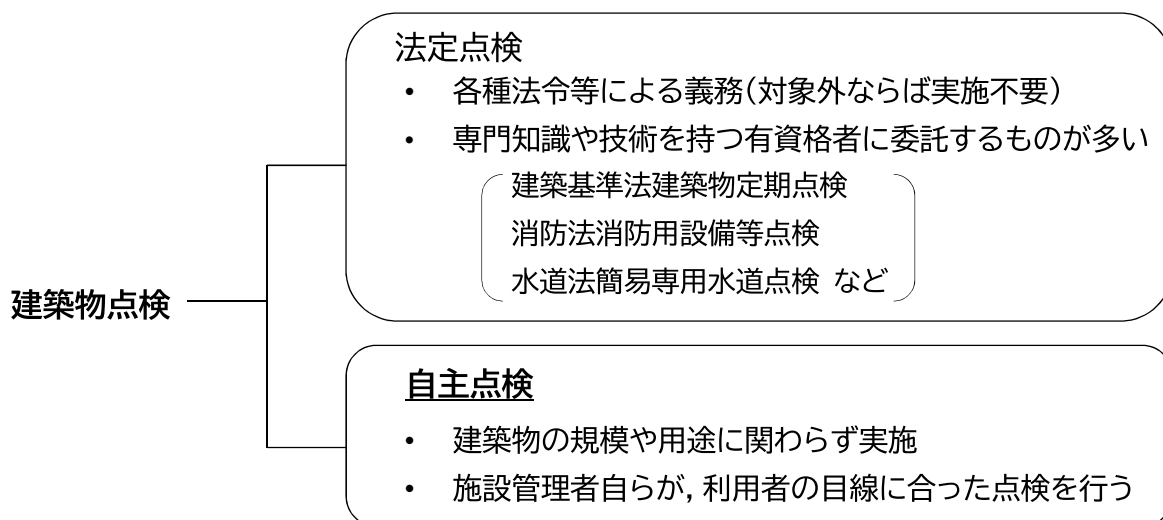 法定点検
• 各種法令等による義務(対象外ならば実施不要)
• 専門知識や技術を持つ有資格者に委託するものが多い
建築基準法建築物定期点検
消防法消防用設備等点検
水道法簡易専用水道点検 など
建築物点検
自主点検
• 建築物の規模や用途に関わらず実施
• 施設管理者自らが，利用者の目線に合った点検を行う